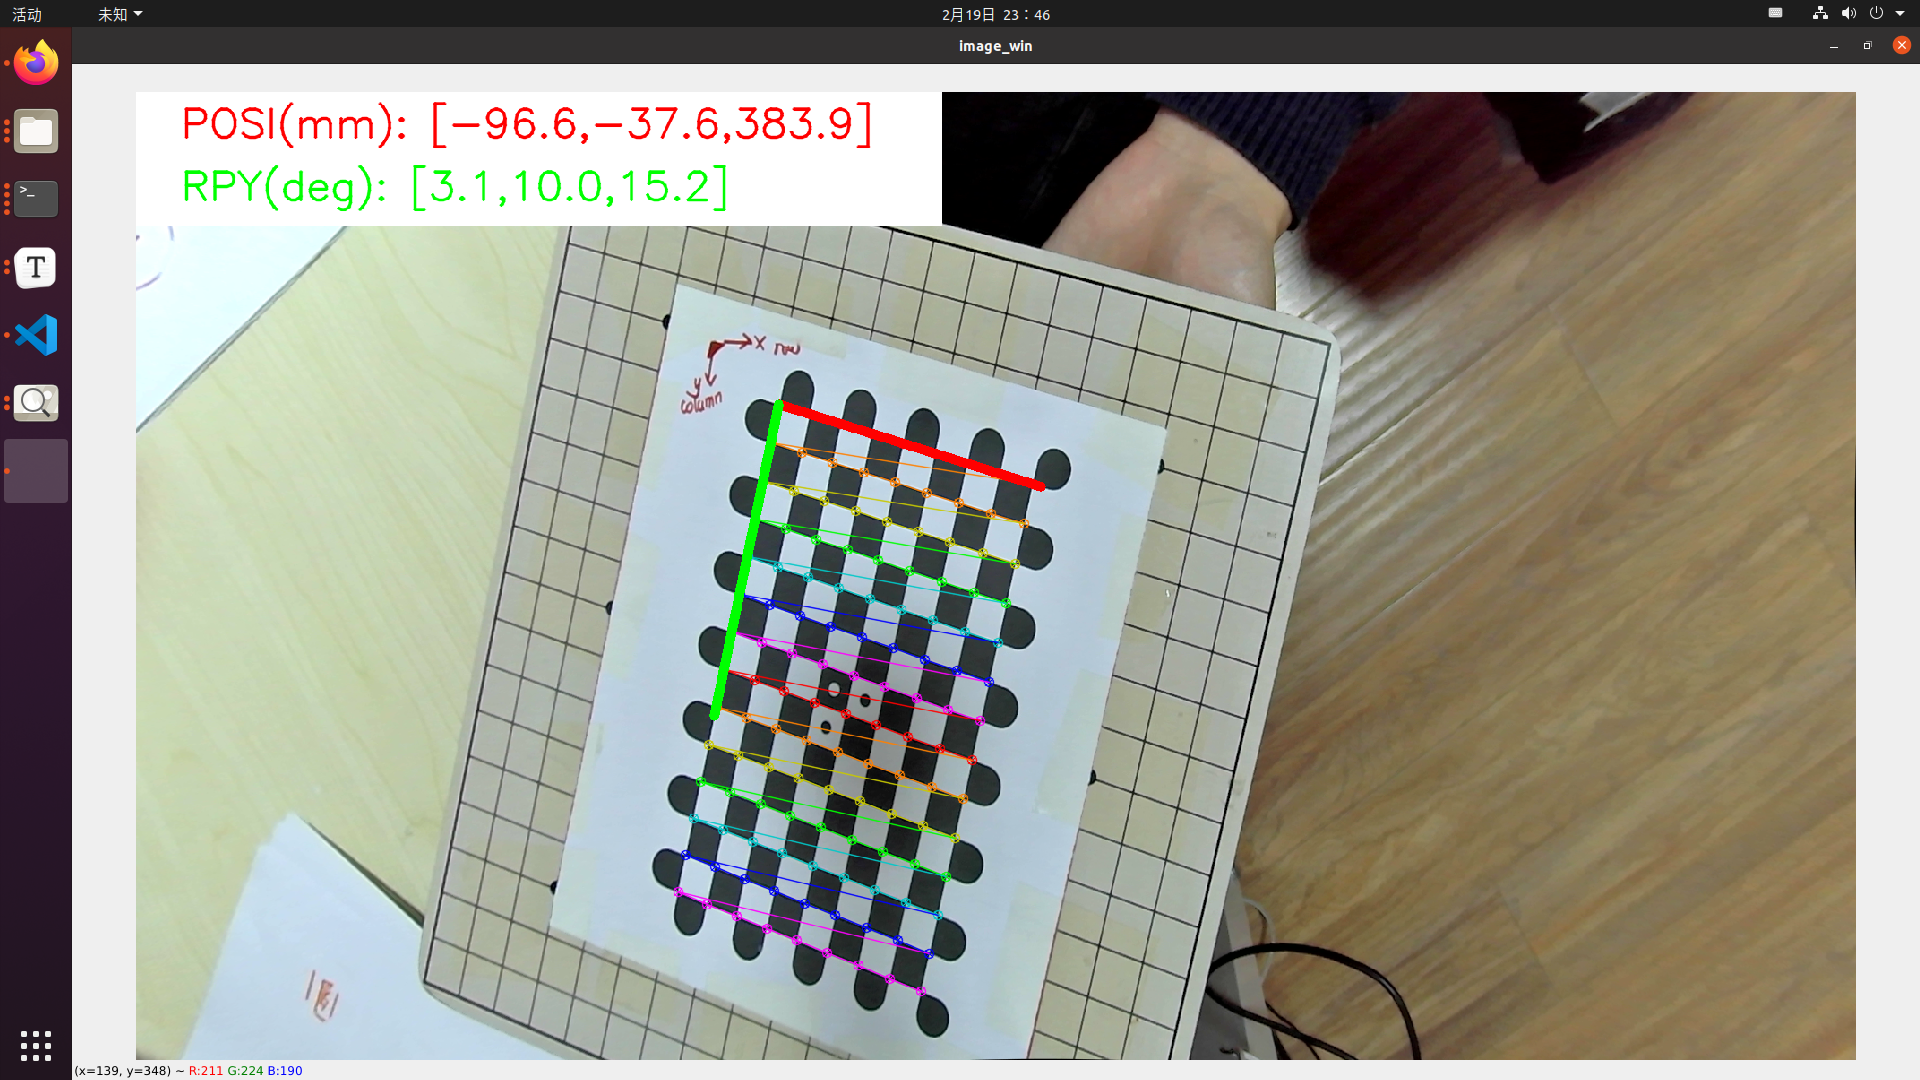 活动
未知
2月19日 23：46
image_win
POSI(mm): [-96.6,-37.6,383.9]
RPY(deg): [3.1,10.0,15.2]
X row
y
column
圆
(x=139, y=348) ~ R:211 G:224 B:190